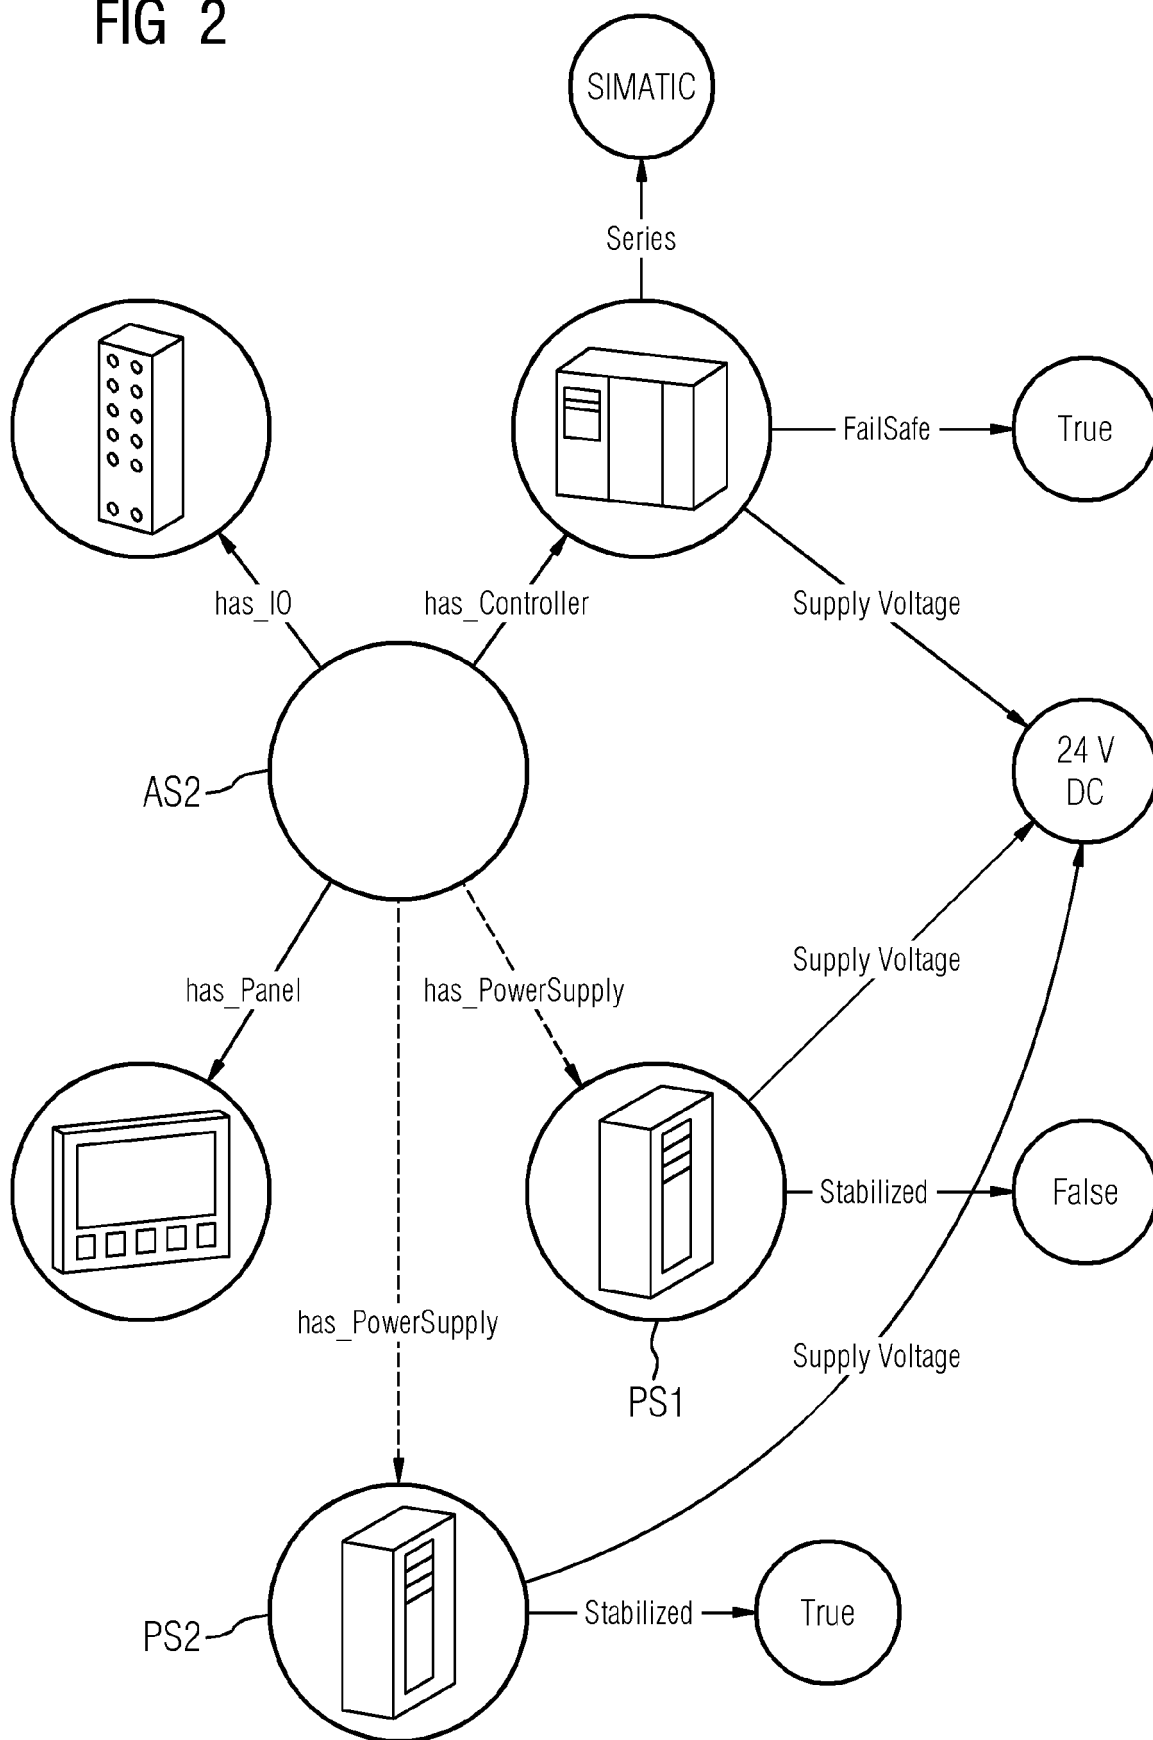 FIG 2
SIMATIC
Series
FailSafe
True
has_IO
has_Controller
Supply Voltage
24 V
DC
AS2
Supply Voltage
has_Panel
has_PowerSupply
Stabilized
False
has_PowerSupply
Supply Voltage
PS1
Stabilized
True
PS2